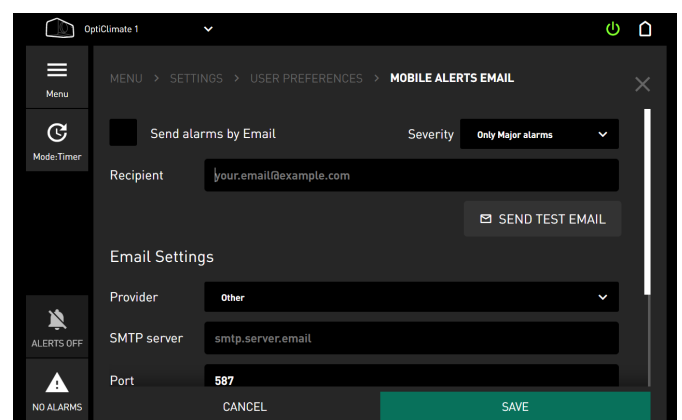 OptiClimate 1
Menu
MENU > SETTINGS > USER PREFERENCES > MOBILE ALERTS EMAIL
Mode:Timer
Send alarms by Email
Severity
Only Major alarms
Recipient
your.email@example.com
SEND TEST EMAIL
Email Settings
Provider
Other
SMTP server
smtp.server.email
Port
587
ALERTS OFF
NO ALARMS
CANCEL
SAVE